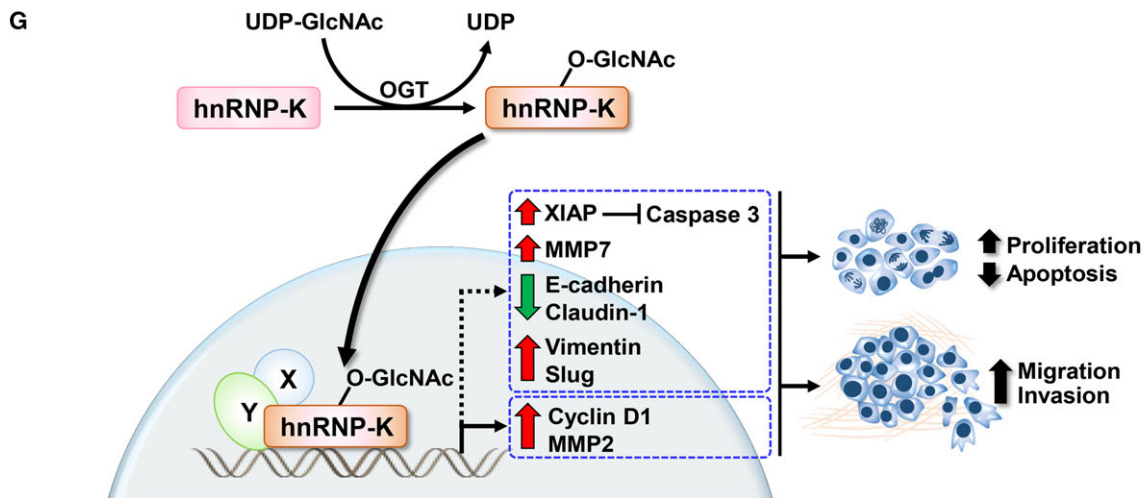 G
UDP-GlcNAc
UDP
O-GlcNAc
OGT
hnRNP-K
hnRNP-K
XIAP
Caspase 3
MMP7
E-cadherin
Claudin-1
Vimentin
Slug
Proliferation
Apoptosis
X
O-GlcNAc
Y
hnRNP-K
Cyclin D1
MMP2
Migration
Invasion